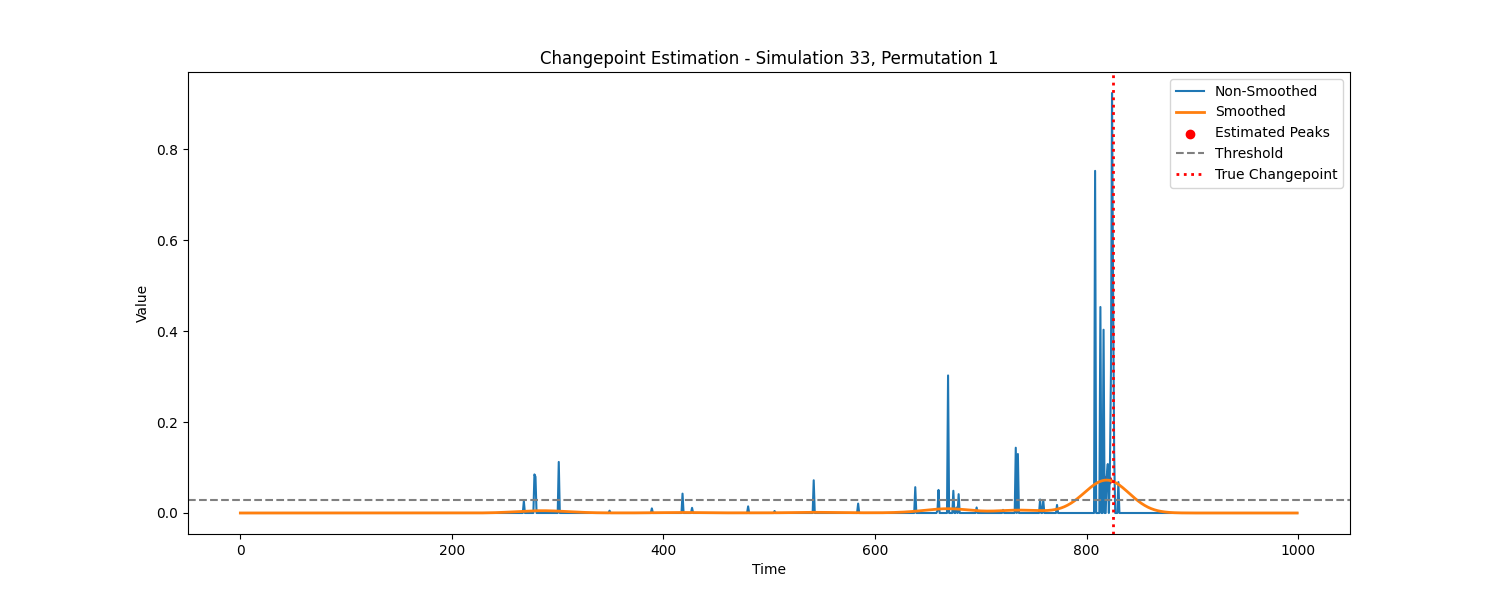 Changepoint Estimation - Simulation 33, Permutation 1
Non-Smoothed
Smoothed
Estimated Peaks
Threshold
True Changepoint
Value
0.8
0.6
0.4
0.2
0.0
0 200 400 600 800 1000
Time